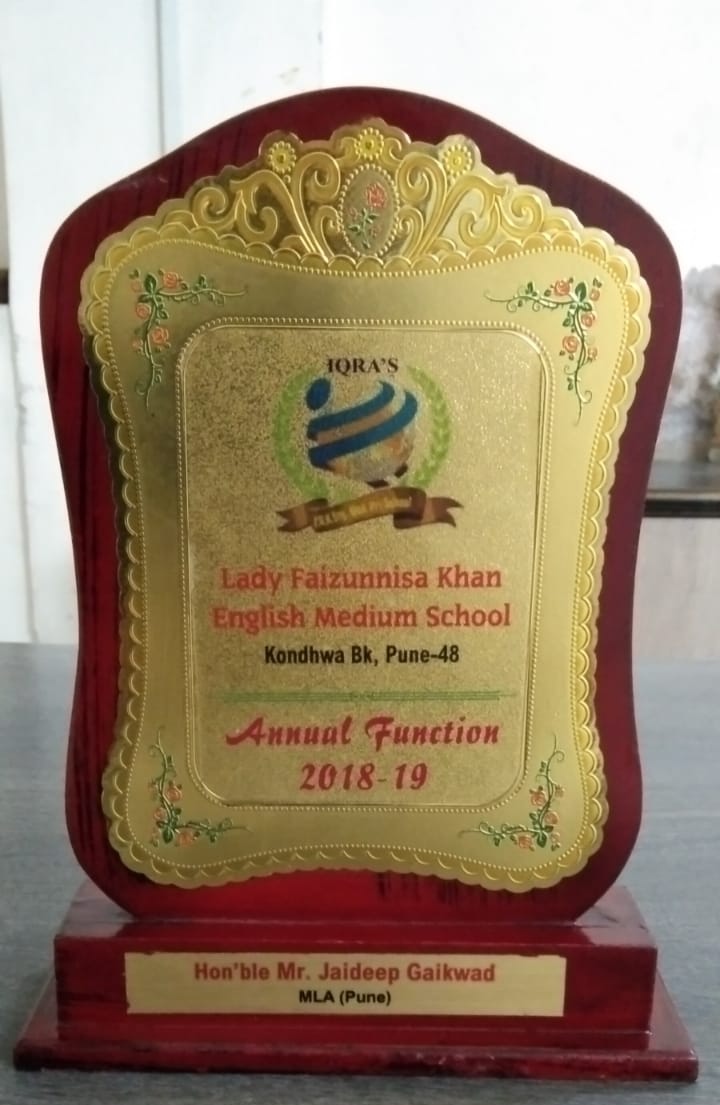 IQRA'S
Lady Faizunnisa Khan
English Medium School
Kondhwa Bk, Pune-48
Annual Function
2018-19
Hon'ble Mr. Jaideep Gaikwad
MLA (Pune)